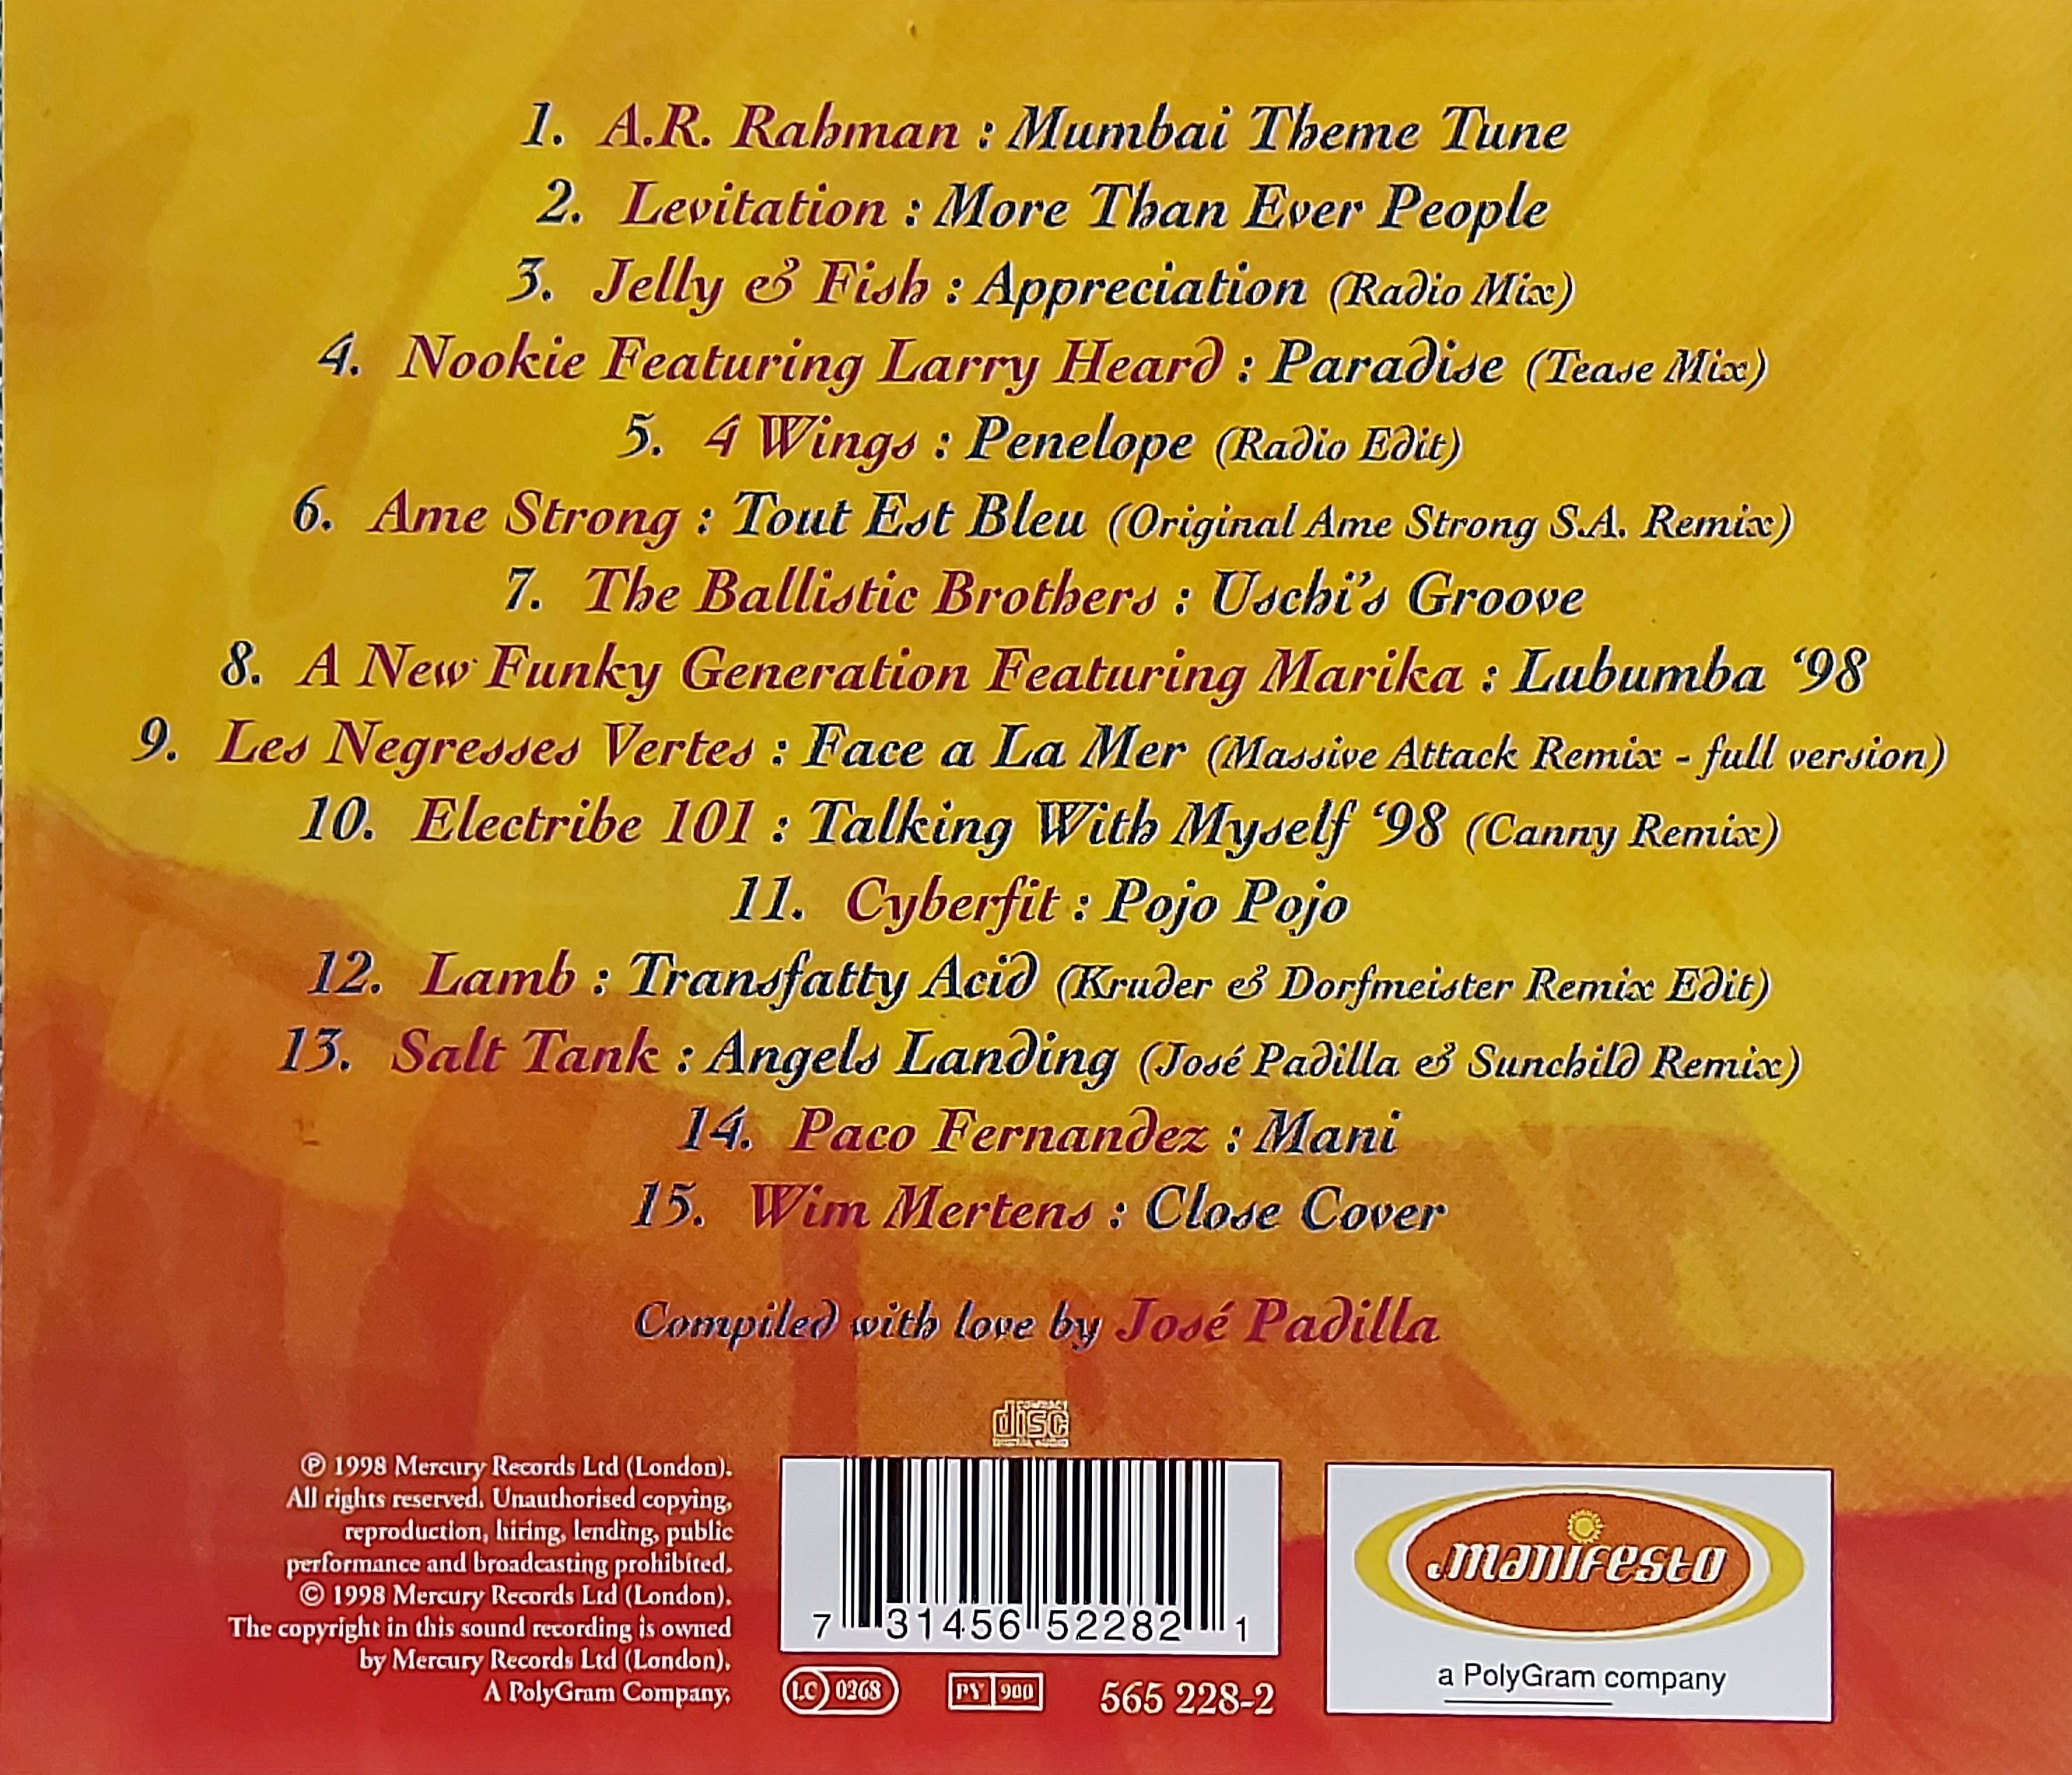 1. A.R. Rahman : Mumbai Theme Tune
2. Levitation : More Than Ever People
3. Jelly & Fish : Appreciation (Radio Mix)
4. Nookie Featuring Larry Heard : Paradise (Tease Mix)
5. 4 Wings : Penelope (Radio Edit)
6. Ame Strong : Tout Est Bleu (Original Ame Strong S.A. Remix)
7. The Ballistic Brothers : Uschi's Groove
8. A New Funky Generation Featuring Marika : Lubumba ‘98
9. Les Negresses Vertes : Face a La Mer (Massive Attack Remix - full version)
10. Electribe 101 : Talking With Myself ‘98 (Canny Remix)
11. Cyberfit : Pojo Pojo
12. Lamb : Transfatty Acid (Kruder & Dorfmeister Remix Edit)
13. Salt Tank : Angels Landing (José Padilla & Sunchild Remix)
14. Paco Fernandez : Mani
15. Wim Mertens : Close Cover
Compiled with love by José Padilla
COMPACT
disc
DIGITAL AUDIO
℗ 1998 Mercury Records Ltd (London).
All rights reserved. Unauthorised copying,
reproduction, hiring, lending, public
performance and broadcasting prohibited.
© 1998 Mercury Records Ltd (London).
The copyright in this sound recording is owned
by Mercury Records Ltd (London).
A PolyGram Company.
7 31456 52282 1
LC 0268
PY 900
565 228-2
manifesto
a PolyGram company